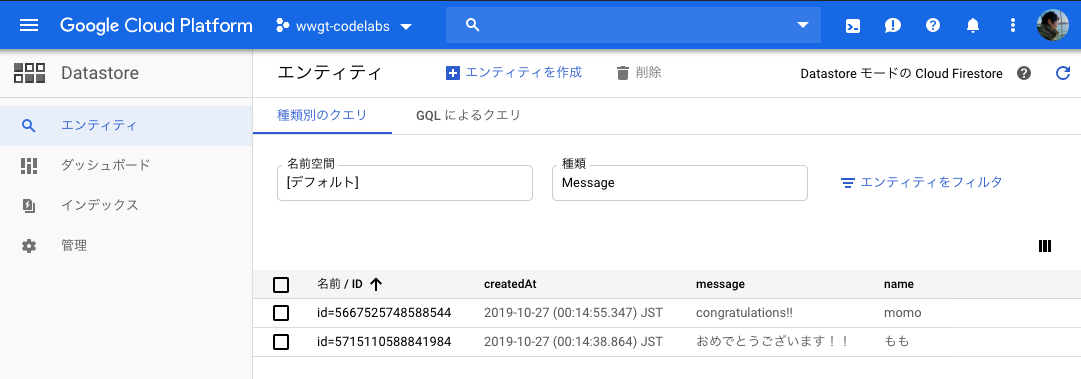 Google Cloud Platform
wwgt-codelabs
Datastore
エンティティ
エンティティを作成
削除
Datastore モードの Cloud Firestore
エンティティ
ダッシュボード
インデックス
管理
種類別のクエリ
GQL によるクエリ
名前空間
[デフォルト]
種類
Message
エンティティをフィルタ
名前 / ID createdAt message name
id=5667525748588544 2019-10-27 (00:14:55.347) JST congratulations!! momo
id=5715110588841984 2019-10-27 (00:14:38.864) JST おめでとうございます！！ もも